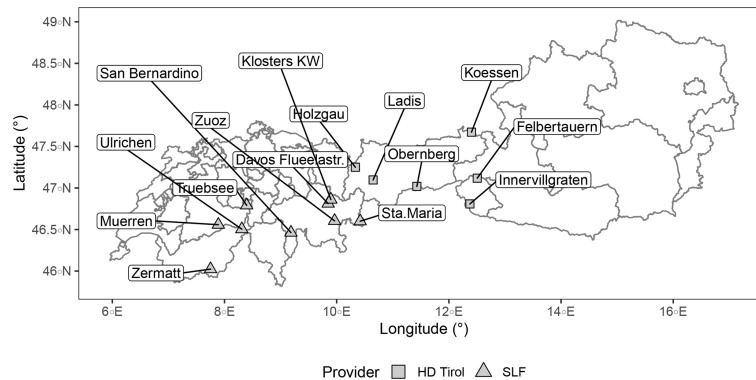 49°N
48.5°N
48°N
47.5°N
47°N
46.5°N
46°N
Latitude (°)
Klosters KW
San Bernardino
Koessen
Ladis
Holzgau
Zuoz
Felbertauern
Ulrichen
Obernberg
Davos Flueelastr.
Innervillgraten
Truebsee
Sta.Maria
Muerren
Zermatt
6°E 8°E 10°E 12°E 14°E 16°E
Longitude (°)
Provider HD Tirol SLF